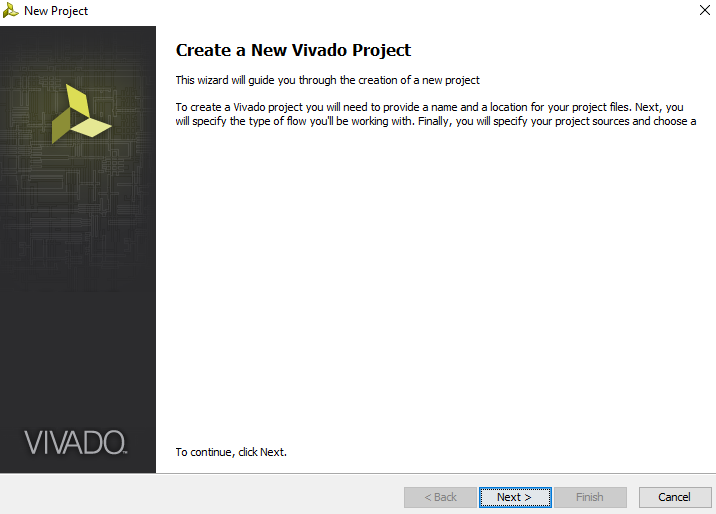 New Project
Create a New Vivado Project
This wizard will guide you through the creation of a new project
To create a Vivado project you will need to provide a name and a location for your project files. Next, you
will specify the type of flow you'll be working with. Finally, you will specify your project sources and choose a
VIVADO™
To continue, click Next.
< Back
Next >
Finish
Cancel